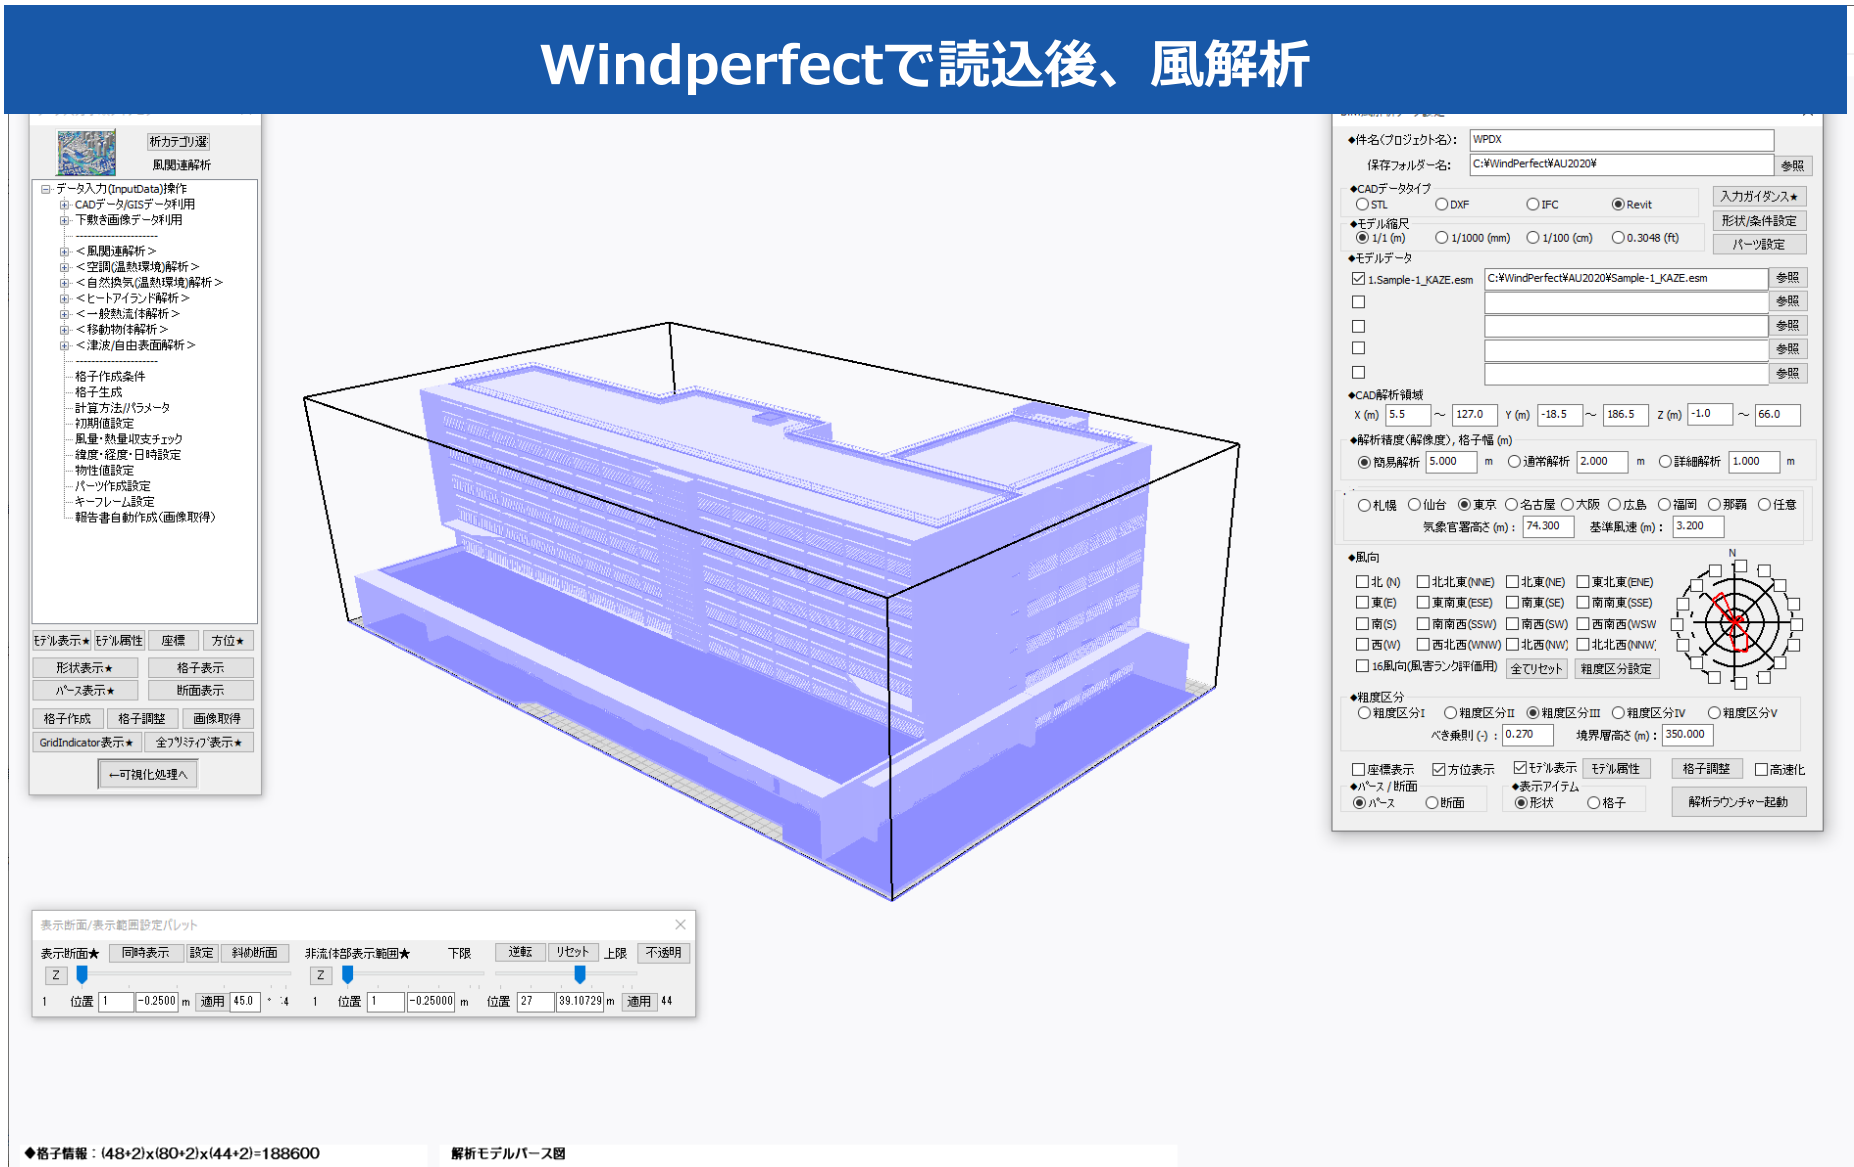 Windperfectで読込後、風解析
析カテゴリ選
風関連解析
データ入力(InputData)操作
CADデータ/GISデータ利用
下敷き画像データ利用
--------------------
<風関連解析>
<空調(温熱環境)解析>
<自然換気(温熱環境)解析>
<ヒートアイランド解析>
<一般熱流体解析>
<移動物体解析>
<津波/自由表面解析>
--------------------
格子作成条件
格子生成
計算方法/パラメータ
初期値設定
風量・熱量収支チェック
緯度・経度・日時設定
物性値設定
パーツ作成設定
キーフレーム設定
報告書自動作成(画像取得)
モデル表示★ モデル属性 座標 方位★
形状表示★ 格子表示
パース表示★ 断面表示
格子作成 格子調整 画像取得
GridIndicator表示★ 全プリミティブ表示★
←可視化処理へ
◆件名(プロジェクト名): WPDX
保存フォルダー名: C:¥WindPerfect¥AU2020¥ 参照
◆CADデータタイプ
STL DXF IFC Revit
入力ガイダンス★
形状/条件設定
パーツ設定
◆モデル縮尺
1/1 (m) 1/1000 (mm) 1/100 (cm) 0.3048 (ft)
◆モデルデータ
1.Sample-1_KAZE.esm C:¥WindPerfect¥AU2020¥Sample-1_KAZE.esm 参照
参照
参照
参照
参照
◆CAD解析領域
X (m) 5.5 ～ 127.0 Y (m) -18.5 ～ 186.5 Z (m) -1.0 ～ 66.0
◆解析精度(解像度), 格子幅 (m)
簡易解析 5.000 m 通常解析 2.000 m 詳細解析 1.000 m
札幌 仙台 東京 名古屋 大阪 広島 福岡 那覇 任意
気象官署高さ (m) : 74.300 基準風速 (m) : 3.200
◆風向
N
北 (N) 北北東(NNE) 北東(NE) 東北東(ENE)
東(E) 東南東(ESE) 南東(SE) 南南東(SSE)
南(S) 南南西(SSW) 南西(SW) 西南西(WSW
西(W) 西北西(WNW) 北西(NW) 北北西(NNW)
16風向(風害ランク評価用) 全てリセット 粗度区分設定
◆粗度区分
粗度区分I 粗度区分II 粗度区分III 粗度区分IV 粗度区分V
べき乗則 (-) : 0.270 境界層高さ (m) : 350.000
座標表示 方位表示 モデル表示 モデル属性 格子調整 高速化
◆パース / 断面
パース 断面
◆表示アイテム
形状 格子
解析ラウンチャー起動
表示断面/表示範囲設定パレット
表示断面★ 同時表示 設定 斜め断面 非流体部表示範囲★ 下限 逆転 リセット 上限 不透明
Z Z
1 位置 1 -0.2500 m 適用 45.0 ° 1 位置 1 -0.25000 m 位置 27 39.10729 m 適用 44
◆格子情報：(48+2)x(80+2)x(44+2)=188600
解析モデルパース図